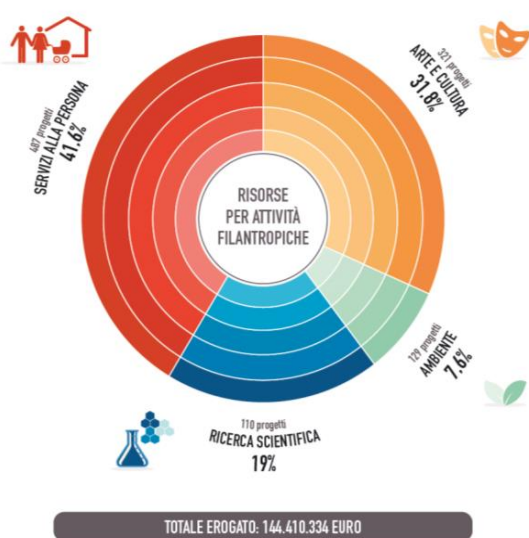 321 progetti
ARTE E CULTURA
31,8%
487 progetti
SERVIZI ALLA PERSONA
41,6%
RISORSE
PER ATTIVITÀ
FILANTROPICHE
129 progetti
AMBIENTE
7,6%
110 progetti
RICERCA SCIENTIFICA
19%
TOTALE EROGATO: 144.410.334 EURO